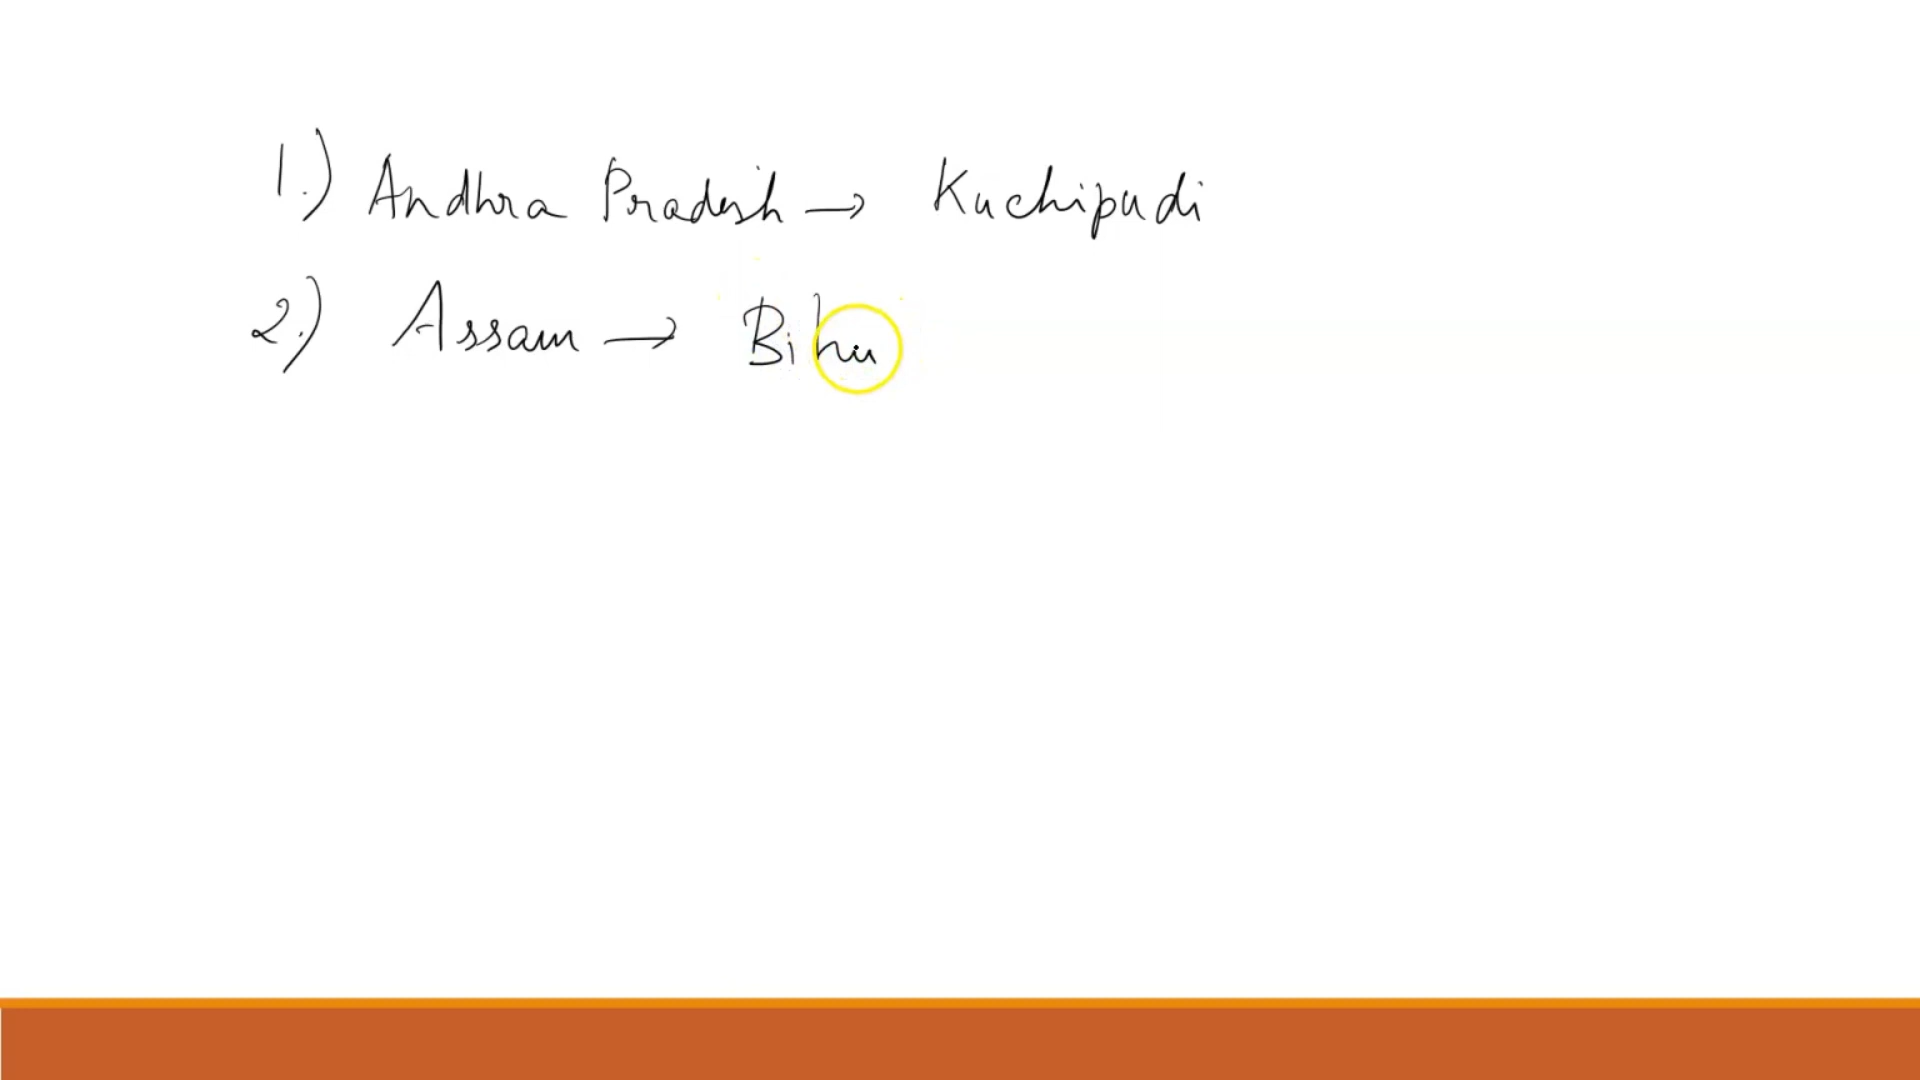 1.) Andhra Pradesh → Kuchipudi
2.) Assam → Bihu